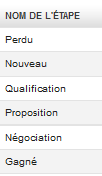 NOM DE L'ÉTAPE
Perdu
Nouveau
Qualification
Proposition
Négociation
Gagné